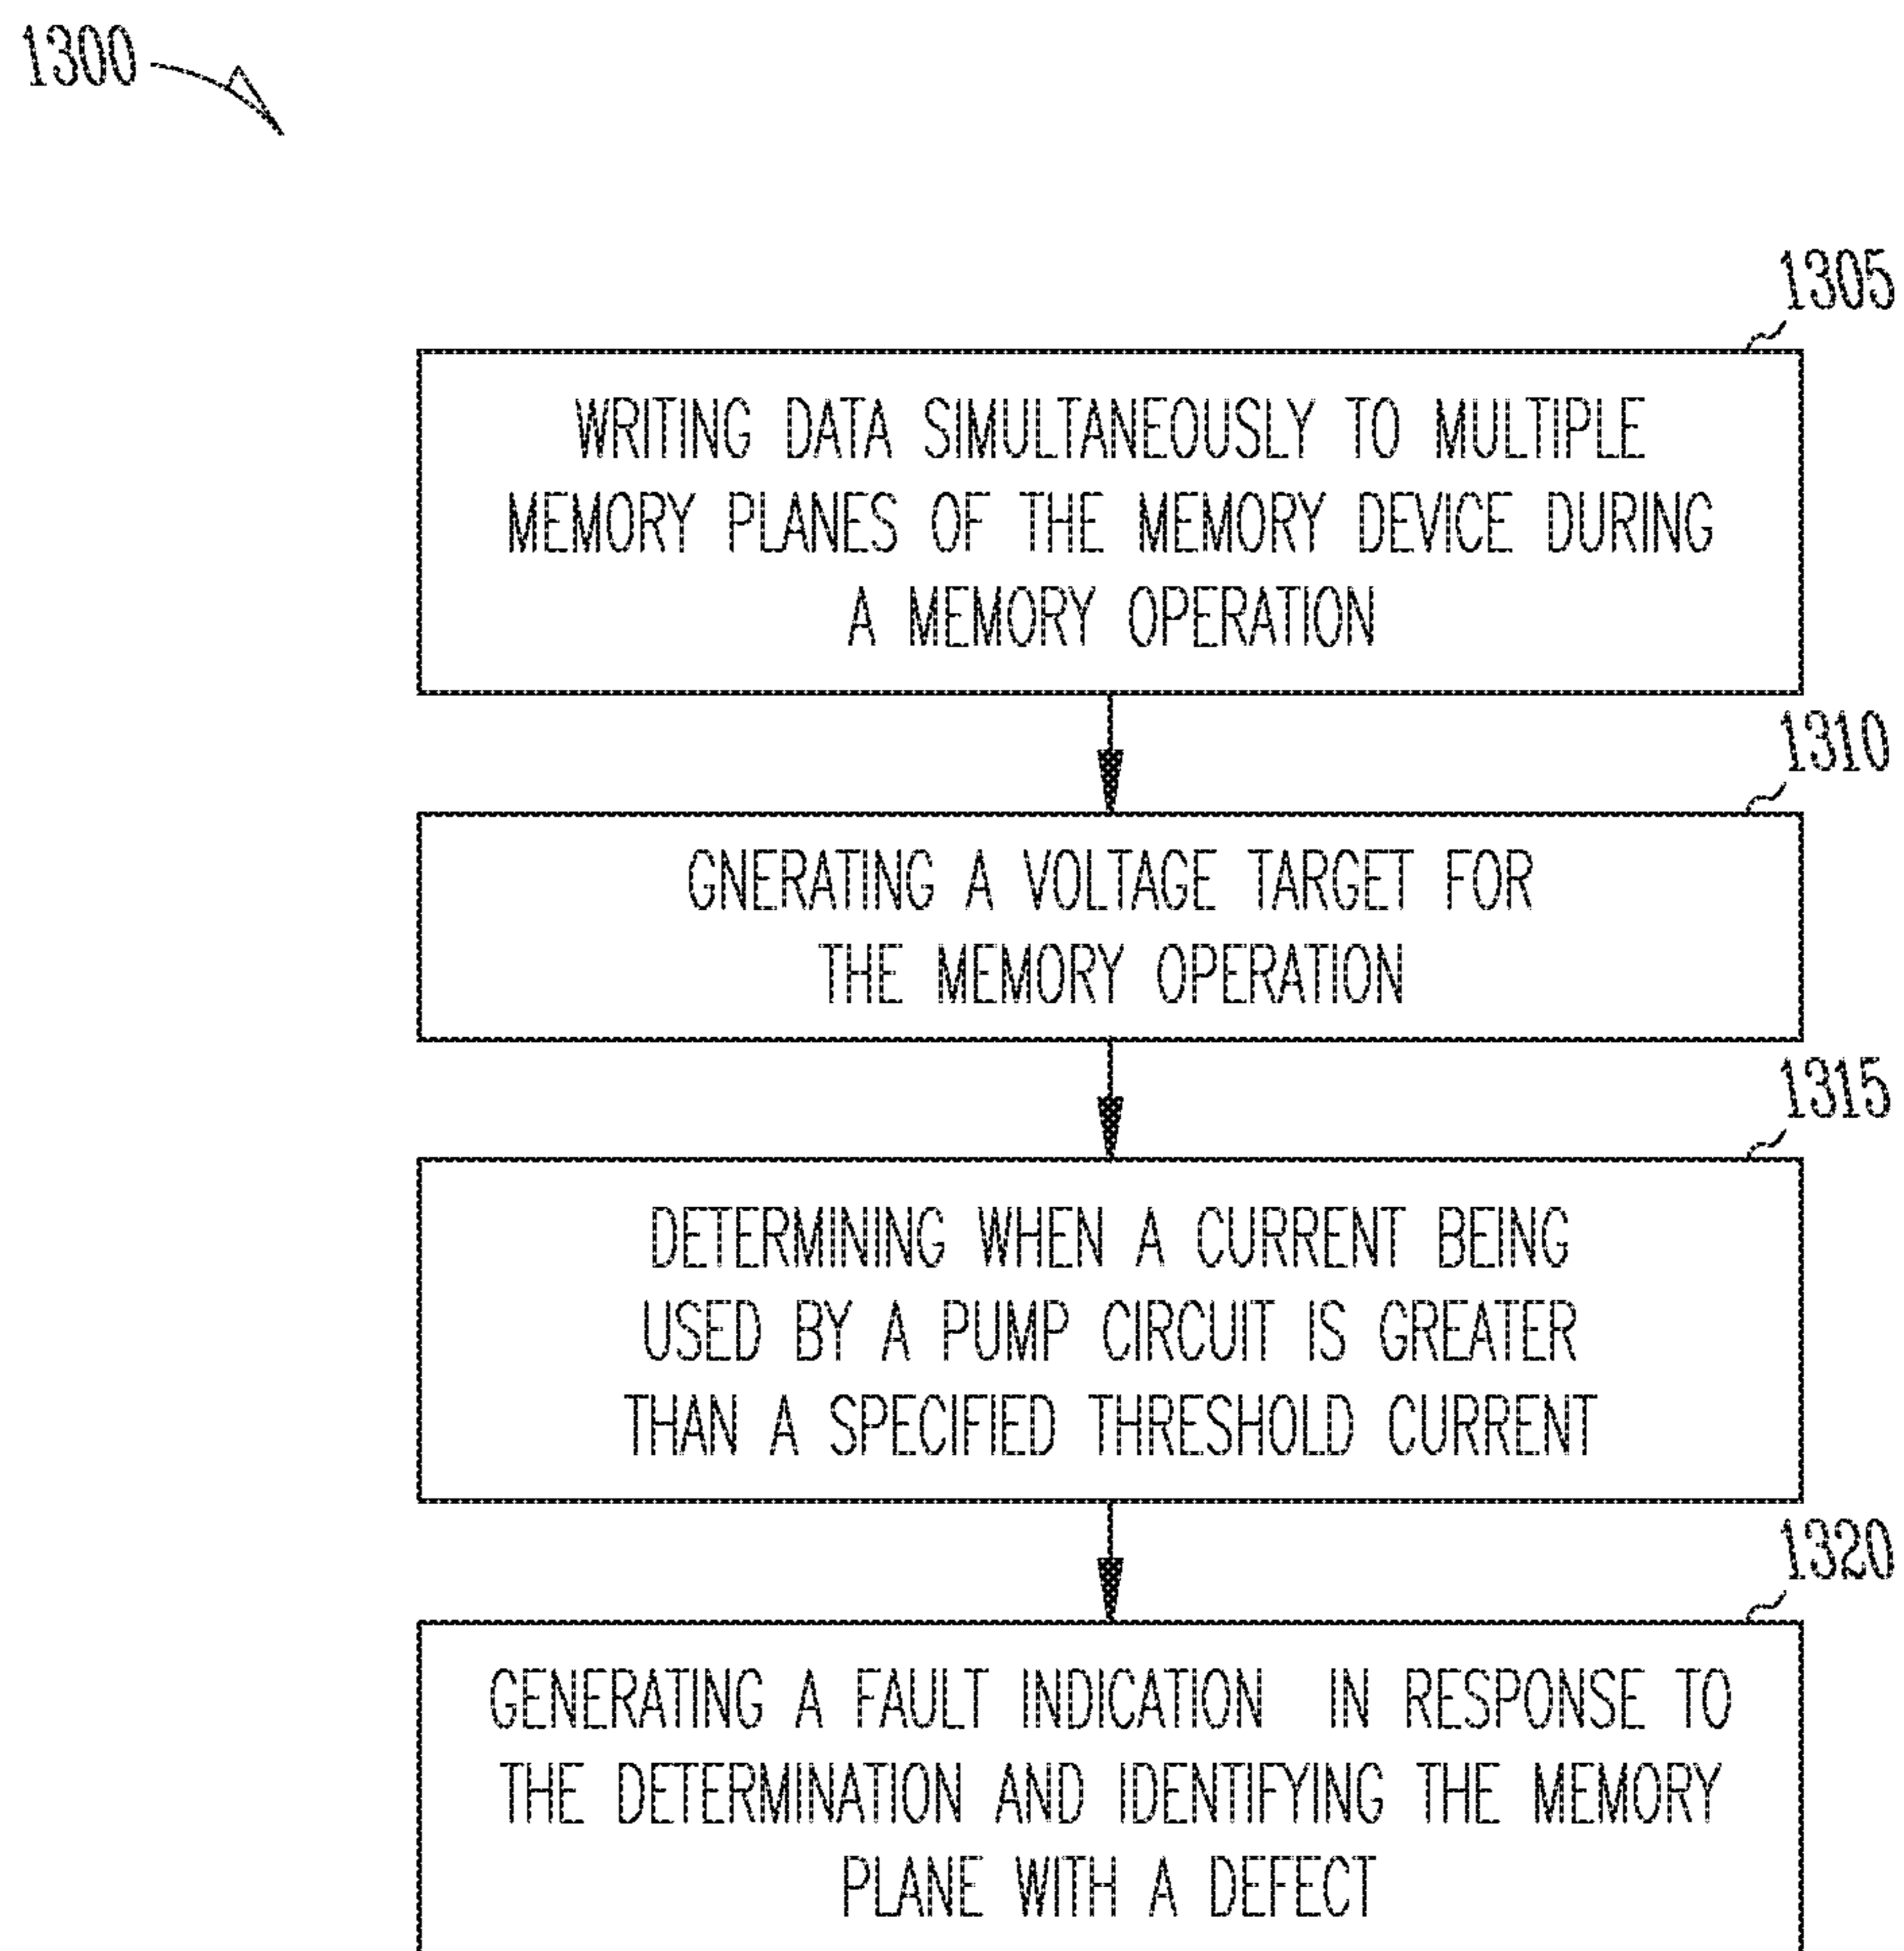 1300
1305
WRITING DATA SIMULTANEOUSLY TO MULTIPLE
MEMORY PLANES OF THE MEMORY DEVICE DURING
A MEMORY OPERATION
1310
GNERATING A VOLTAGE TARGET FOR
THE MEMORY OPERATION
1315
DETERMINING WHEN A CURRENT BEING
USED BY A PUMP CIRCUIT IS GREATER
THAN A SPECIFIED THRESHOLD CURRENT
1320
GENERATING A FAULT INDICATION IN RESPONSE TO
THE DETERMINATION AND IDENTIFYING THE MEMORY
PLANE WITH A DEFECT